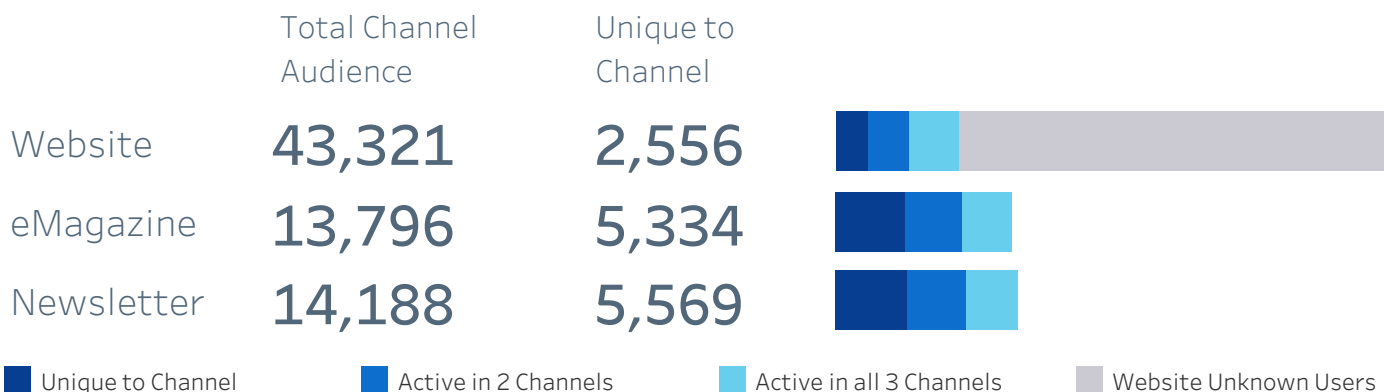 Total Channel
Audience
Unique to
Channel
Website 43,321 2,556
eMagazine 13,796 5,334
Newsletter 14,188 5,569
Unique to Channel Active in 2 Channels Active in all 3 Channels Website Unknown Users